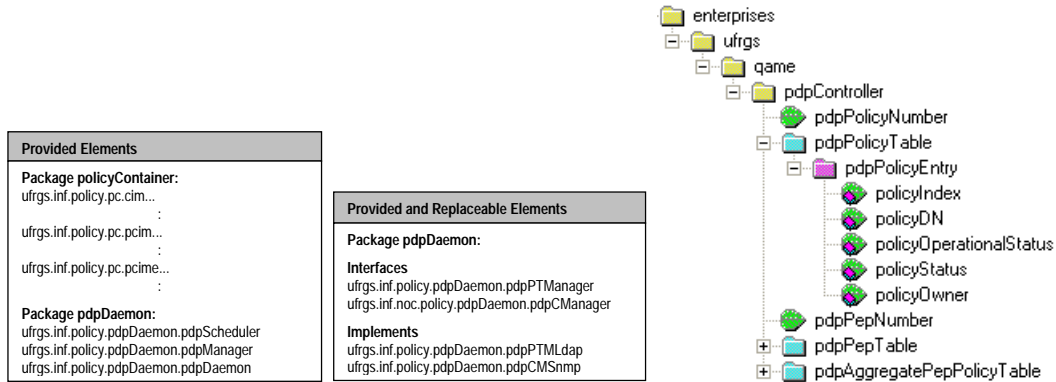 Provided Elements
Package policyContainer:
ufrgs.inf.policy.pc.cim...
:
ufrgs.inf.policy.pc.pcim...
:
ufrgs.inf.policy.pc.pcime...
:
Package pdpDaemon:
ufrgs.inf.policy.pdpDaemon.pdpScheduler
ufrgs.inf.policy.pdpDaemon.pdpManager
ufrgs.inf.policy.pdpDaemon.pdpDaemon
Provided and Replaceable Elements
Package pdpDaemon:
Interfaces
ufrgs.inf.policy.pdpDaemon.pdpPTManager
ufrgs.inf.noc.policy.pdpDaemon.pdpCManager
Implements
ufrgs.inf.policy.pdpDaemon.pdpPTMLdap
ufrgs.inf.policy.pdpDaemon.pdpCMSnmp
enterprises
ufrgs
qame
pdpController
pdpPolicyNumber
pdpPolicyTable
pdpPolicyEntry
policyIndex
policyDN
policyOperationalStatus
policyStatus
policyOwner
pdpPepNumber
pdpPepTable
pdpAggregatePepPolicyTable